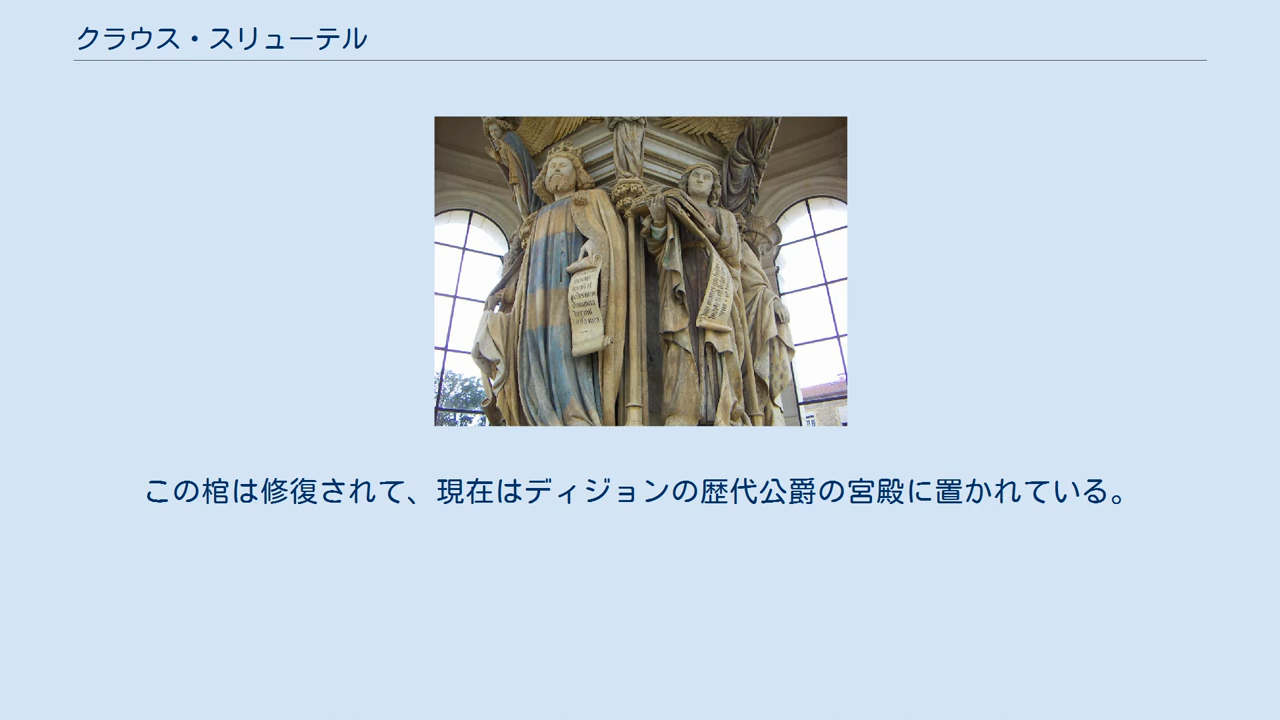 クラウス・スリューテル
この棺は修復されて、現在はディジョンの歴代公爵の宮殿に置かれている。